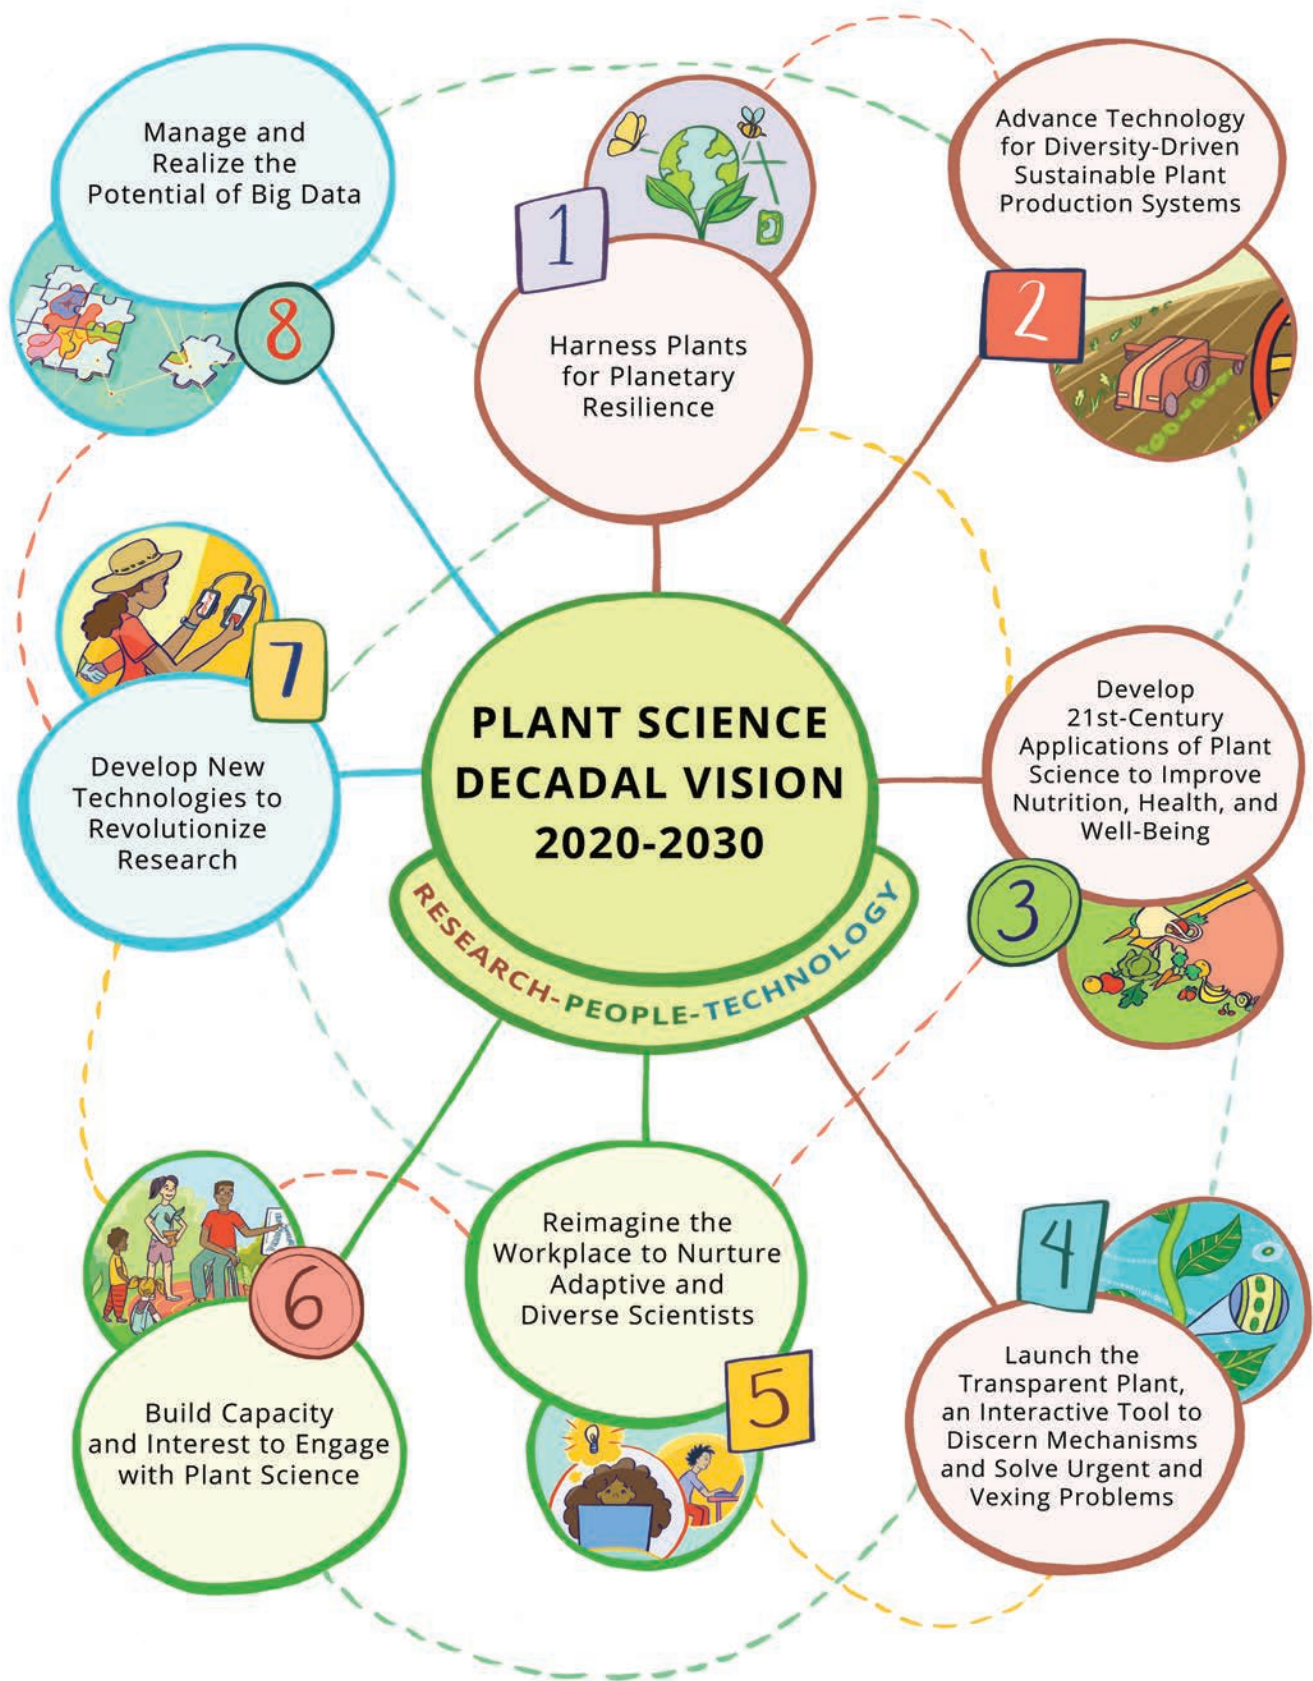 PLANT SCIENCE
DECADAL VISION
2020-2030
RESEARCH-PEOPLE-TECHNOLOGY
1
Harness Plants
for Planetary
Resilience
2
Advance Technology
for Diversity-Driven
Sustainable Plant
Production Systems
3
Develop
21st-Century
Applications of Plant
Science to Improve
Nutrition, Health, and
Well-Being
4
Launch the
Transparent Plant,
an Interactive Tool to
Discern Mechanisms
and Solve Urgent and
Vexing Problems
5
Reimagine the
Workplace to Nurture
Adaptive and
Diverse Scientists
6
Build Capacity
and Interest to Engage
with Plant Science
7
Develop New
Technologies to
Revolutionize
Research
8
Manage and
Realize the
Potential of Big Data